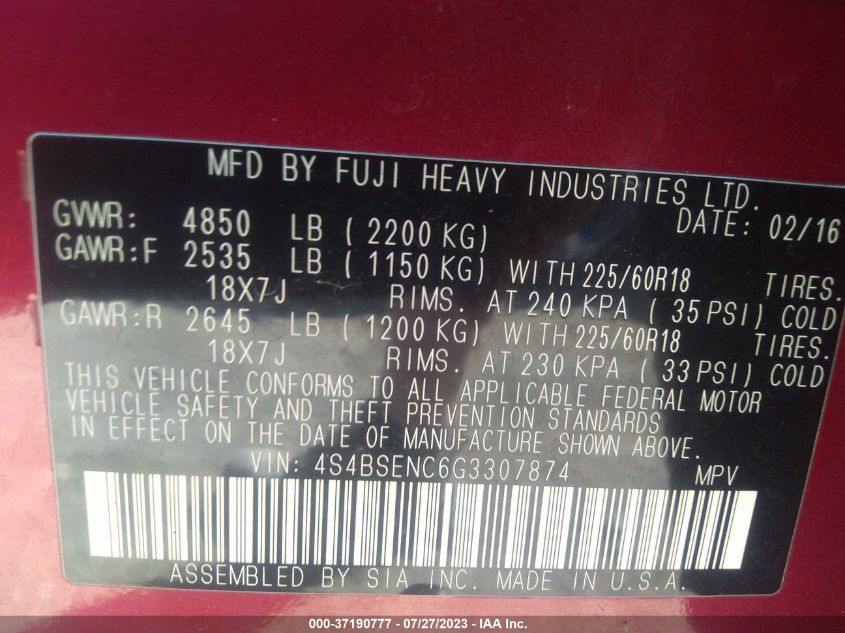 MFD BY FUJI HEAVY INDUSTRIES LTD.
DATE: 02/16
GVWR: 4850 LB ( 2200 KG)
GAWR:F 2535 LB ( 1150 KG) WITH 225/60R18 TIRES.
18X7J RIMS. AT 240 KPA ( 35 PSI) COLD
GAWR:R 2645 LB ( 1200 KG) WITH 225/60R18 TIRES.
18X7J RIMS. AT 230 KPA ( 33 PSI) COLD
THIS VEHICLE CONFORMS TO ALL APPLICABLE FEDERAL MOTOR
VEHICLE SAFETY AND THEFT PREVENTION STANDARDS
IN EFFECT ON THE DATE OF MANUFACTURE SHOWN ABOVE.
VIN: 4S4BSENC6G3307874 MPV
ASSEMBLED BY SIA INC. MADE IN U.S.A.
000-37190777 - 07/27/2023 - IAA Inc.